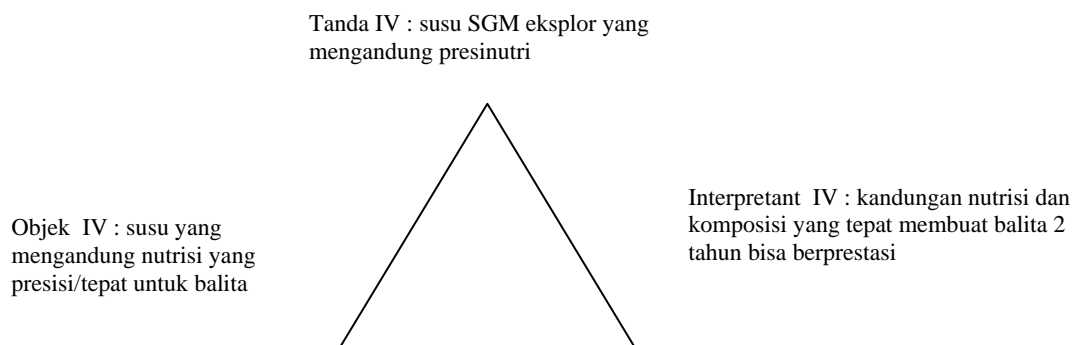 Tanda IV : susu SGM eksplor yang
mengandung presinutri
Objek  IV : susu yang
mengandung nutrisi yang
presisi/tepat untuk balita
Interpretant  IV : kandungan nutrisi dan
komposisi yang tepat membuat balita 2
tahun bisa berprestasi